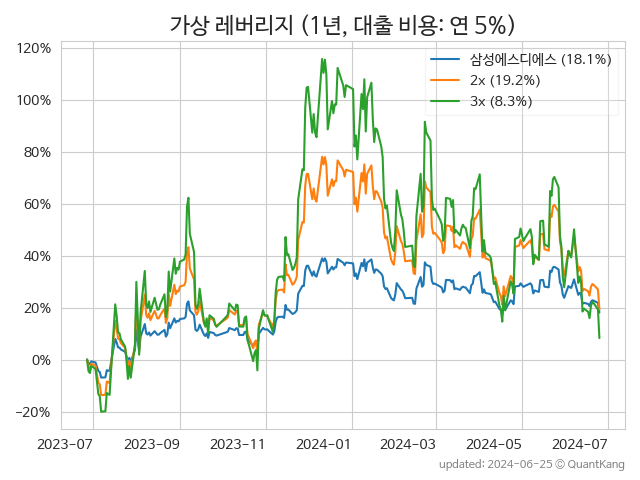 가상 레버리지 (1년, 대출 비용: 연 5%)
120%
100%
80%
60%
40%
20%
0%
−20%
삼성에스디에스 (18.1%)
2x (19.2%)
3x (8.3%)
2023-07 2023-09 2023-11 2024-01 2024-03 2024-05 2024-07
updated: 2024-06-25 © QuantKang